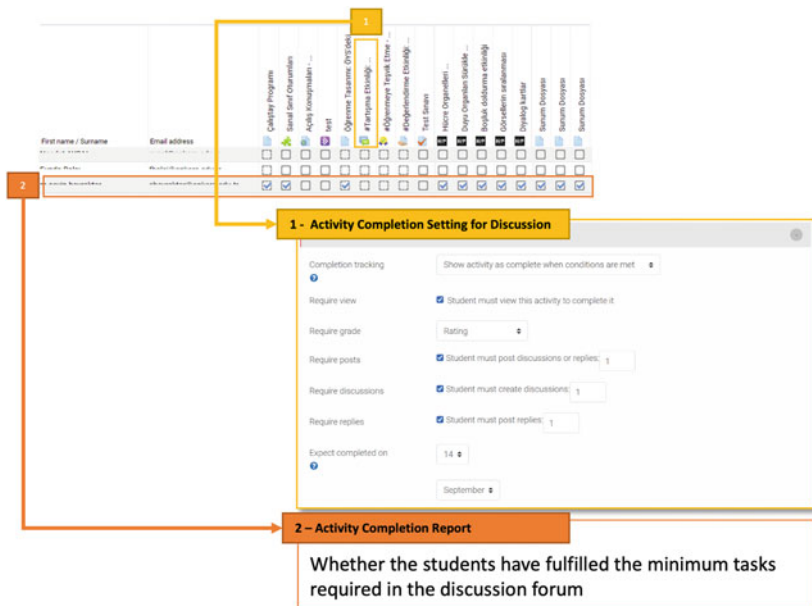 1
Çalıştay Programı
Sanal Sınıf Oturumları
Açılış Konuşmaları - ...
test
Öğrenme Tasarımı: ÖYS'deki
#Tartışma Etkinliği: ...
#Öğrenmeye Teşvik Etme - ...
#Değerlendirme Etkinliği: ...
Test Sınavı
Hücre Organelleri ...
Duyu Organları Sürükle ...
Boşluk doldurma etkinliği
Görsellerin sıralanması
Diyalog kartlar
Sunum Dosyası
Sunum Dosyası
Sunum Dosyası
First name / Surname Email address
2
1 - Activity Completion Setting for Discussion
Completion tracking Show activity as complete when conditions are met
Require view Student must view this activity to complete it
Require grade Rating
Require posts Student must post discussions or replies: 1
Require discussions Student must create discussions: 1
Require replies Student must post replies: 1
Expect completed on 14
September
2 – Activity Completion Report
Whether the students have fulfilled the minimum tasks
required in the discussion forum